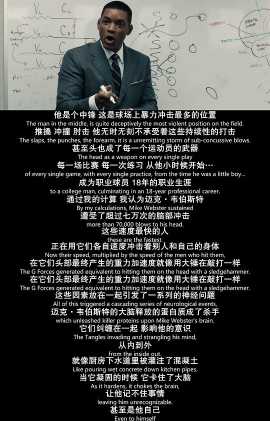 他是个中锋 这是球场上暴力冲击最多的位置
The man in the middle, is quite deceptively the most violent position on the field.
推搡 冲撞 肘击 他无时无刻不承受着这些持续性的打击
The slaps, the punches, the forearm, it is a unremitting storm of sub-concussive blows.
甚至头也成了每一个运动员的武器
The head as a weapon on every single play
每一场比赛 每一次练习 从他小时候开始…
of every single game, with every single practice, from the time he was a little boy...
成为职业球员 18年的职业生涯
to a college man, culminating in an 18-year professional career.
通过我的计算 我认为迈克·韦伯斯特
By my calculations, Mike Webster sustained
遭受了超过七万次的脑部冲击
more than 70,000 blows to his head.
这些速度最快的人
these are the fastest
正在用它们各自速度冲击着别人和自己的身体
Now their speed, multiplied by the speed of the men who hit them,
在它们头部最终产生的重力加速度就像用大锤在敲打一样
The G Forces generated equivalent to hitting them on the head with a sledgehammer.
在它们头部最终产生的重力加速度就像用大锤在敲打一样
The G Forces generated equivalent to hitting them on the head with a sledgehammer.
这些因素放在一起引发了一系列的神经问题
All of this triggered a cascading series of neurological events,
迈克·韦伯斯特的大脑释放的蛋白质成了杀手
which unleashed killer proteins upon Mike Webster's brain,
它们纠缠在一起 影响他的意识
The Tangles invading and strangling his mind,
从内到外
from the inside out.
就像厨房下水道里被灌注了混凝土
Like pouring wet concrete down kitchen pipes.
当它凝固的时候 它卡住了大脑
As it hardens, it chokes the brain,
让他记不住事情
leaving him unrecognizable.
甚至是他自己
Even to himself